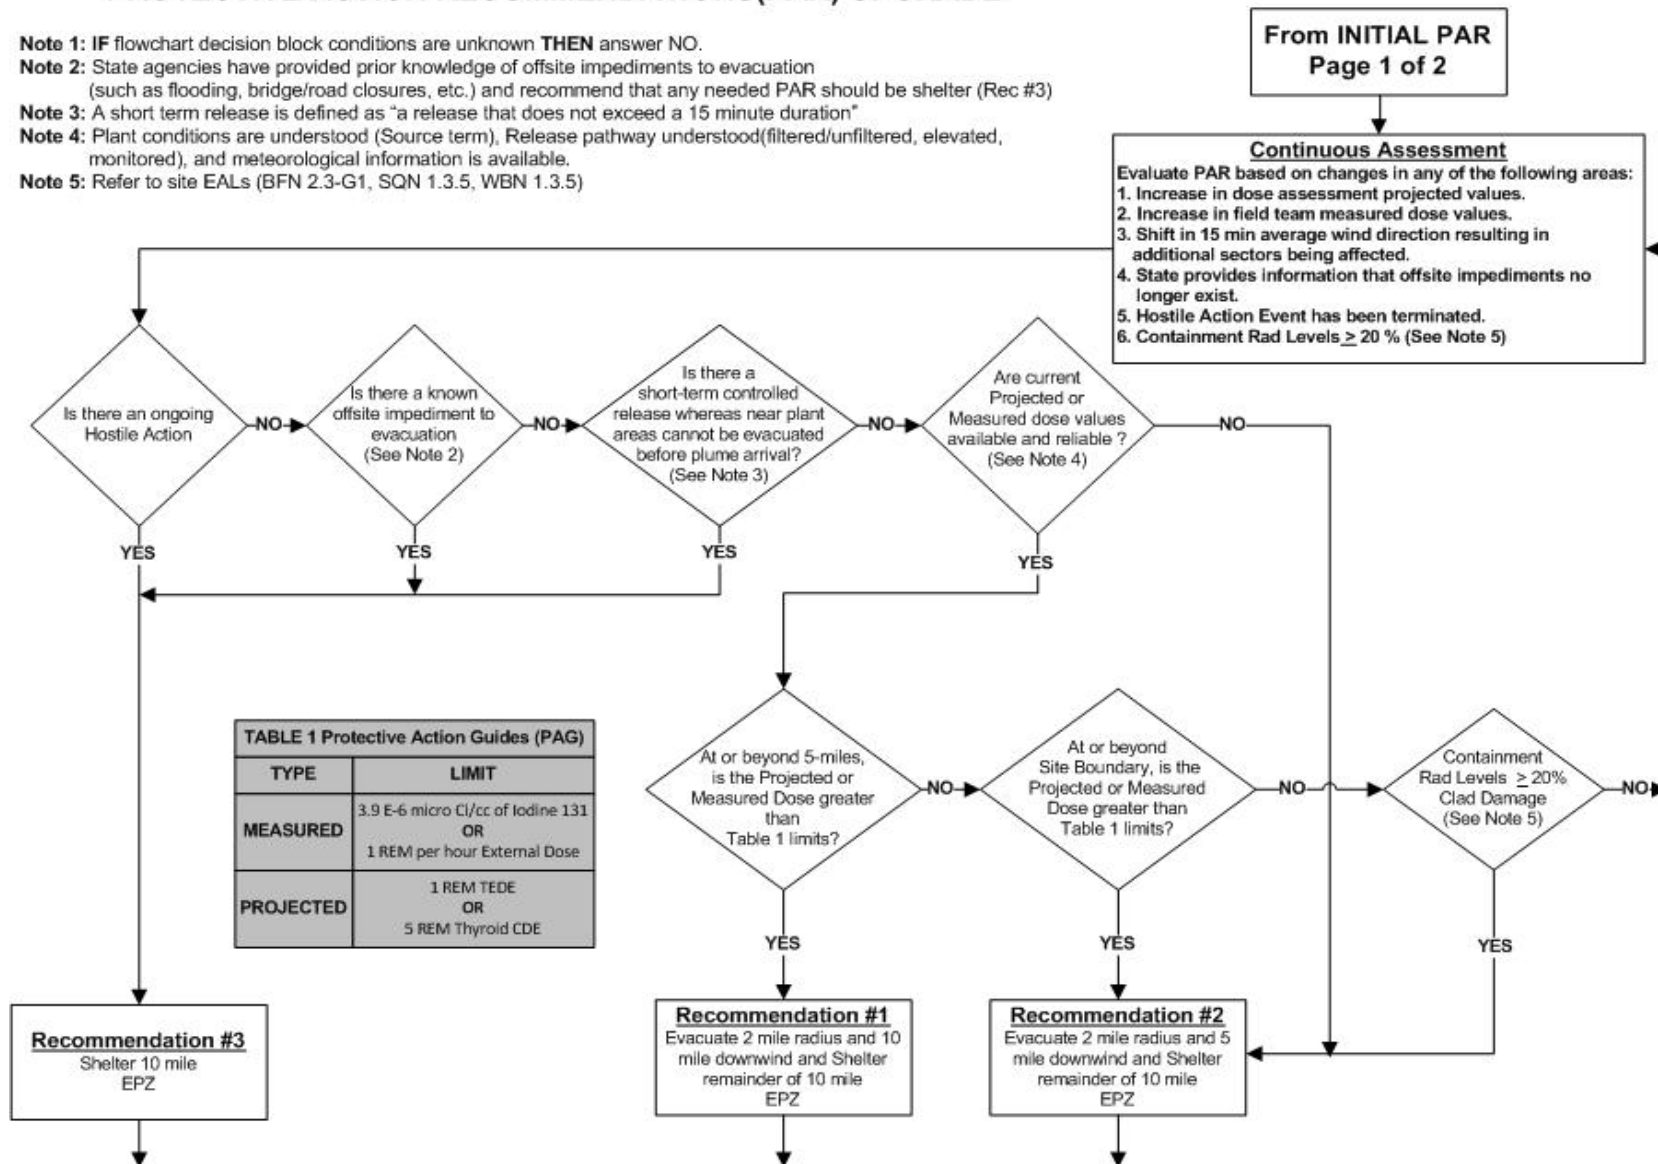 Note 1: IF flowchart decision block conditions are unknown THEN answer NO.
Note 2: State agencies have provided prior knowledge of offsite impediments to evacuation
(such as flooding, bridge/road closures, etc.) and recommend that any needed PAR should be shelter (Rec #3)
Note 3: A short term release is defined as "a release that does not exceed a 15 minute duration"
Note 4: Plant conditions are understood (Source term), Release pathway understood(filtered/unfiltered, elevated,
monitored), and meteorological information is available.
Note 5: Refer to site EALs (BFN 2.3-G1, SQN 1.3.5, WBN 1.3.5)
From INITIAL PAR
Page 1 of 2
Continuous Assessment
Evaluate PAR based on changes in any of the following areas:
1. Increase in dose assessment projected values.
2. Increase in field team measured dose values.
3. Shift in 15 min average wind direction resulting in
additional sectors being affected.
4. State provides information that offsite impediments no
longer exist.
5. Hostile Action Event has been terminated.
6. Containment Rad Levels ≥ 20 % (See Note 5)
Is there an ongoing
Hostile Action
NO
Is there a known
offsite impediment to
evacuation
(See Note 2)
NO
Is there a
short-term controlled
release whereas near plant
areas cannot be evacuated
before plume arrival?
(See Note 3)
NO
Are current
Projected or
Measured dose values
available and reliable ?
(See Note 4)
NO
YES
YES
YES
YES
TABLE 1 Protective Action Guides (PAG)
TYPE LIMIT
MEASURED
3.9 E-6 micro CI/cc of Iodine 131
OR
1 REM per hour External Dose
PROJECTED
1 REM TEDE
OR
5 REM Thyroid CDE
At or beyond 5-miles,
is the Projected or
Measured Dose greater
than
Table 1 limits?
NO
At or beyond
Site Boundary, is the
Projected or Measured
Dose greater than
Table 1 limits?
NO
Containment
Rad Levels ≥ 20%
Clad Damage
(See Note 5)
NO
YES
YES
YES
Recommendation #3
Shelter 10 mile
EPZ
Recommendation #1
Evacuate 2 mile radius and 10
mile downwind and Shelter
remainder of 10 mile
EPZ
Recommendation #2
Evacuate 2 mile radius and 5
mile downwind and Shelter
remainder of 10 mile
EPZ